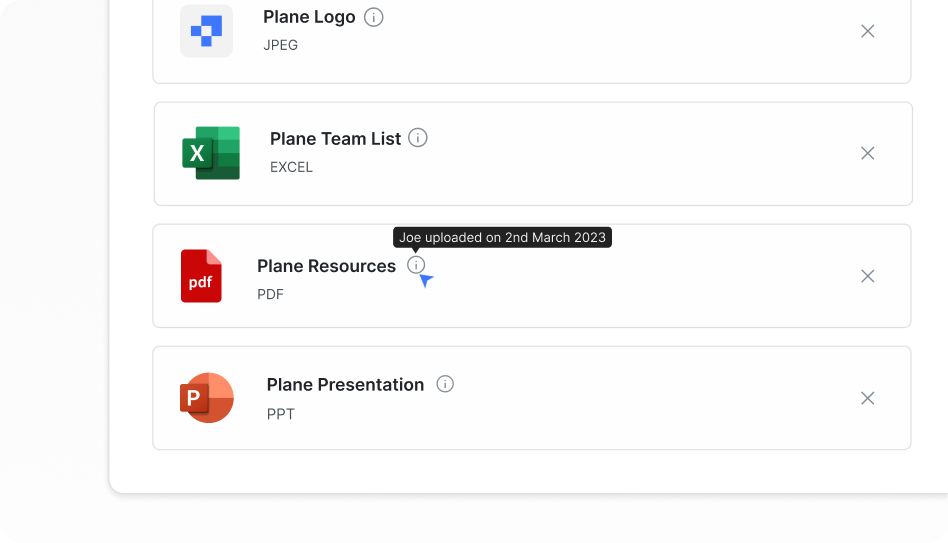 Plane Logo
JPEG
X
Plane Team List
EXCEL
Joe uploaded on 2nd March 2023
pdf
Plane Resources
PDF
P
Plane Presentation
PPT